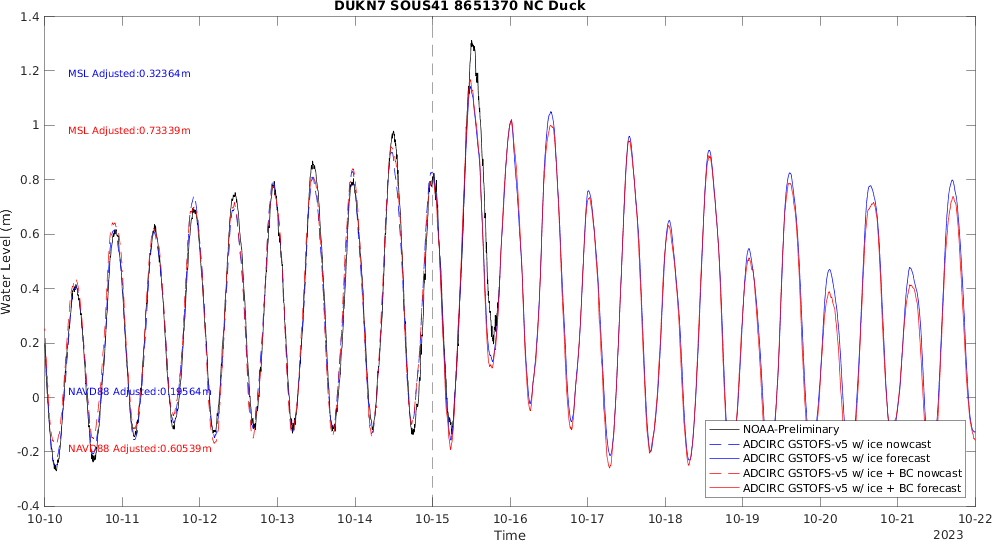 DUKN7 SOUS41 8651370 NC Duck
1.4
1.2
1
0.8
0.6
0.4
0.2
0
-0.2
-0.4
Water Level (m)
MSL Adjusted:0.32364m
MSL Adjusted:0.73339m
NAVD88 Adjusted:0.19564m
NAVD88 Adjusted:0.60539m
NOAA-Preliminary
ADCIRC GSTOFS-v5 w/ ice nowcast
ADCIRC GSTOFS-v5 w/ ice forecast
ADCIRC GSTOFS-v5 w/ ice + BC nowcast
ADCIRC GSTOFS-v5 w/ ice + BC forecast
10-10 10-11 10-12 10-13 10-14 10-15 10-16 10-17 10-18 10-19 10-20 10-21 10-22
Time
2023